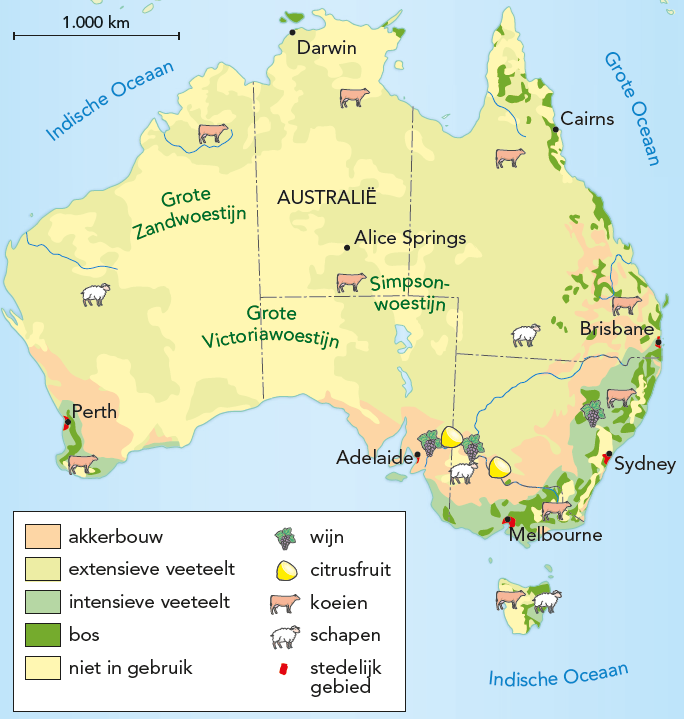 1.000 km
Darwin
Indische Oceaan
Grote Oceaan
Cairns
Grote
Zandwoestijn
AUSTRALIË
Alice Springs
Simpson-
woestijn
Grote
Victoriawoestijn
Brisbane
Perth
Adelaide
Sydney
Melbourne
akkerbouw
extensieve veeteelt
intensieve veeteelt
bos
niet in gebruik
wijn
citrusfruit
koeien
schapen
stedelijk
gebied
Indische Oceaan